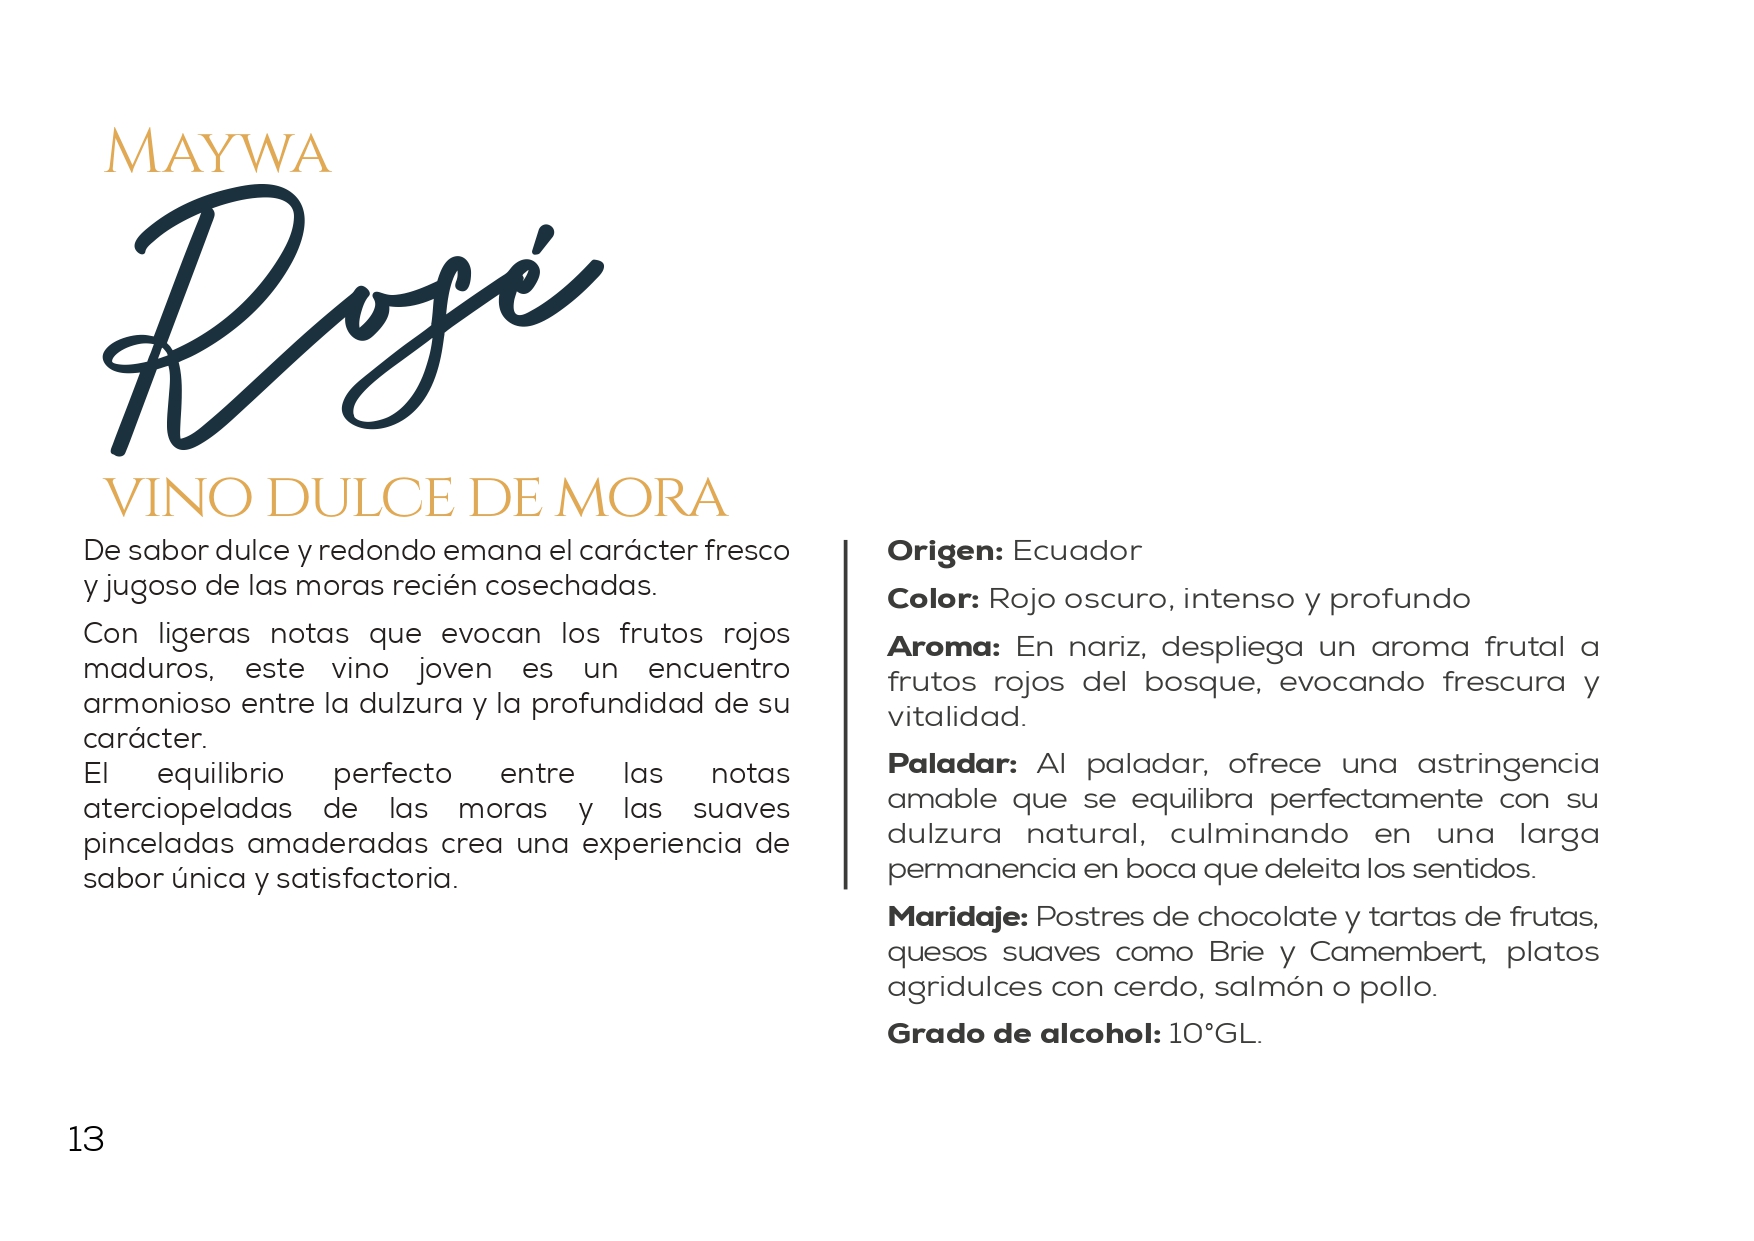 Maywa
Rosé
VINO DULCE DE MORA
De sabor dulce y redondo emana el carácter fresco
y jugoso de las moras recién cosechadas.
Con ligeras notas que evocan los frutos rojos
maduros, este vino joven es un encuentro
armonioso entre la dulzura y la profundidad de su
carácter.
El equilibrio perfecto entre las notas
aterciopeladas de las moras y las suaves
pinceladas amaderadas crea una experiencia de
sabor única y satisfactoria.
Origen: Ecuador
Color: Rojo oscuro, intenso y profundo
Aroma: En nariz, despliega un aroma frutal a
frutos rojos del bosque, evocando frescura y
vitalidad.
Paladar: Al paladar, ofrece una astringencia
amable que se equilibra perfectamente con su
dulzura natural, culminando en una larga
permanencia en boca que deleita los sentidos.
Maridaje: Postres de chocolate y tartas de frutas,
quesos suaves como Brie y Camembert, platos
agridulces con cerdo, salmón o pollo.
Grado de alcohol: 10°GL.
13